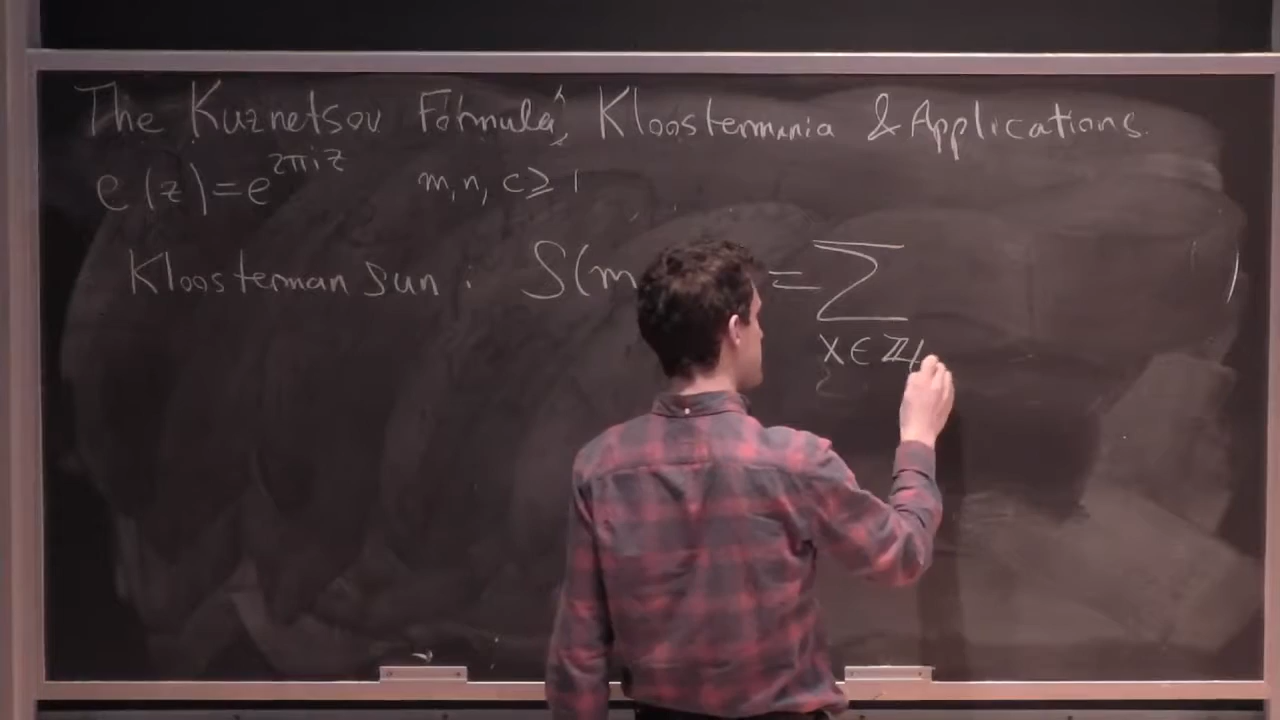 The Kuznetsov Formula, Kloostermania & Applications.
e(z)=e^{2πiz} m,n, c≥1
Kloosterman Sum: S(m = ∑
x∈ℤ/